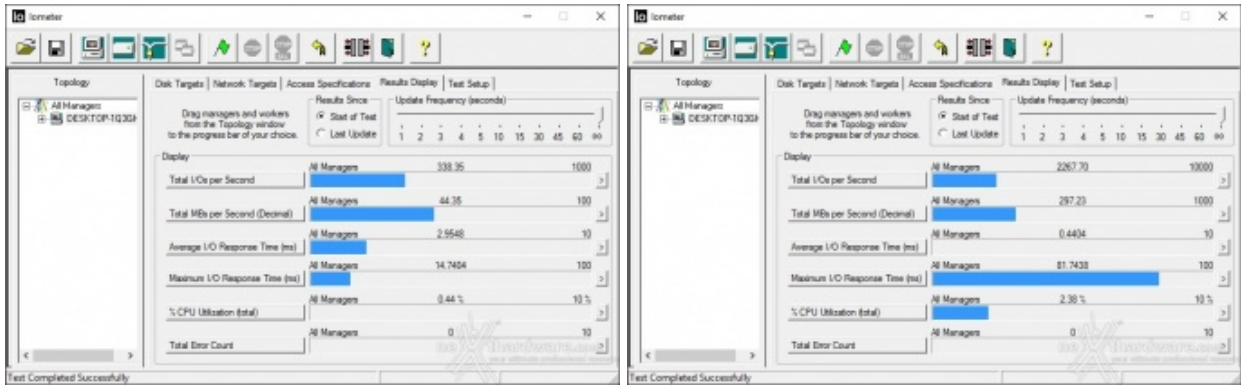 Iometer
Topology
All Managers
DESKTOP-1Q3GI
Disk Targets | Network Targets | Access Specifications | Results Display | Test Setup
Drag managers and workers
from the Topology window
to the progress bar of your choice.
Results Since
Start of Test
Last Update
Update Frequency (seconds)
1 2 3 4 5 10 15 30 45 60 ∞
Display
All Managers 338.35 1000
Total I/Os per Second
All Managers 44.35 100
Total MBs per Second (Decimal)
All Managers 2.9548 10
Average I/O Response Time (ms)
All Managers 14.7404 100
Maximum I/O Response Time (ms)
All Managers 0.44 % 10 %
% CPU Utilization (total)
All Managers 0 10
Total Error Count
Test Completed Successfully
Iometer
Topology
All Managers
DESKTOP-1Q3GI
Disk Targets | Network Targets | Access Specifications | Results Display | Test Setup
Drag managers and workers
from the Topology window
to the progress bar of your choice.
Results Since
Start of Test
Last Update
Update Frequency (seconds)
1 2 3 4 5 10 15 30 45 60 ∞
Display
All Managers 2267.70 10000
Total I/Os per Second
All Managers 297.23 1000
Total MBs per Second (Decimal)
All Managers 0.4404 10
Average I/O Response Time (ms)
All Managers 81.7438 100
Maximum I/O Response Time (ms)
All Managers 2.38 % 10 %
% CPU Utilization (total)
All Managers 0 10
Total Error Count
Test Completed Successfully